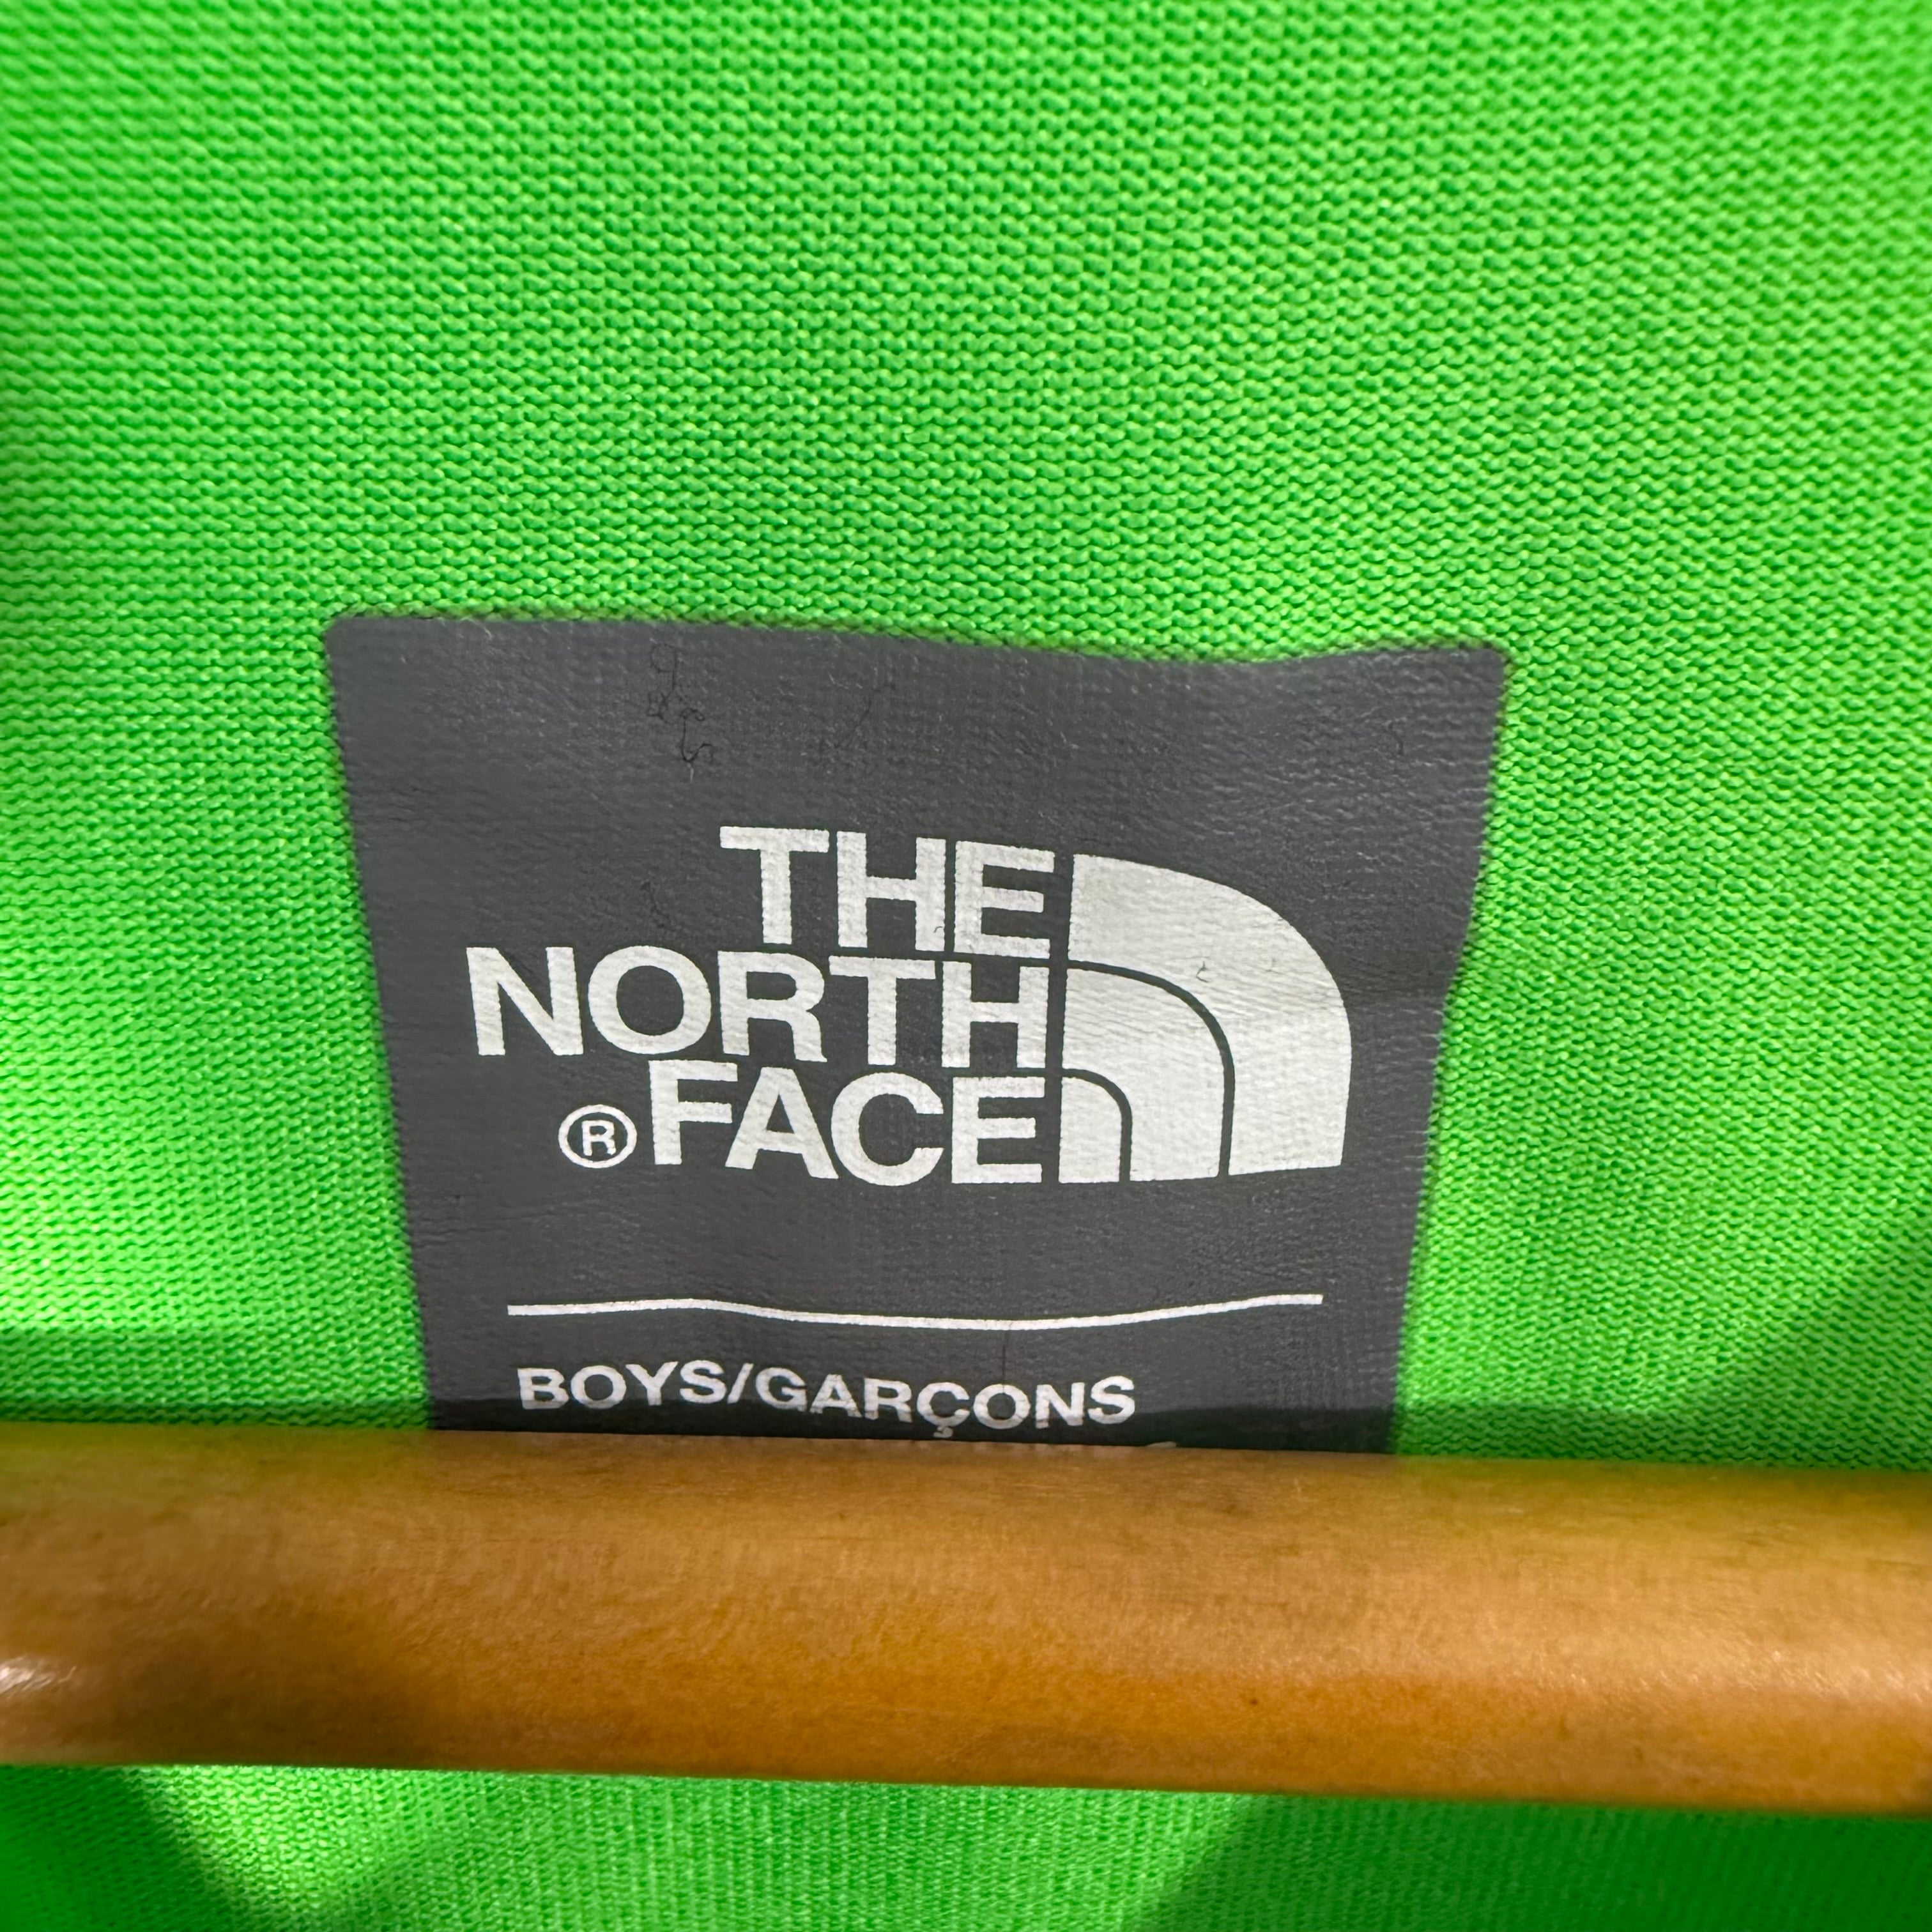 THE
NORTH
® FACE
BOYS/GARÇONS